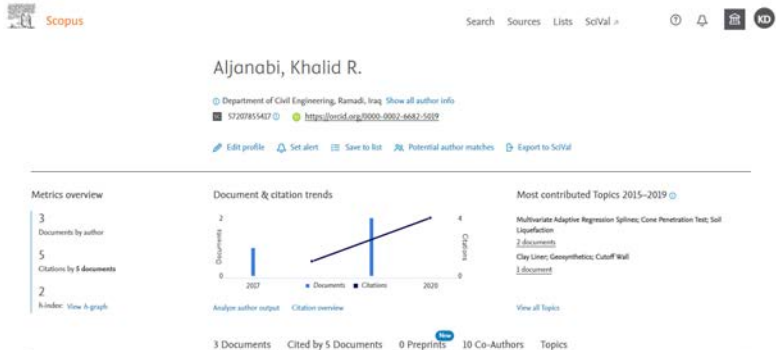 Scopus
Search Sources Lists SciVal ↗
KD
Aljanabi, Khalid R.
Department of Civil Engineering, Ramadi, Iraq Show all author info
57207855417 https://orcid.org/0000-0002-6682-5019
Edit profile Set alert Save to list Potential author matches Export to SciVal
Metrics overview
3
Documents by author
5
Citations by 5 documents
2
h-index: View h-graph
Document & citation trends
2
4
Documents
Citations
0
0
2017
2020
Documents Citations
Analyze author output Citation overview
Most contributed Topics 2015–2019
Multivariate Adaptive Regression Splines; Cone Penetration Test; Soil
Liquefaction
2 documents
Clay Liner; Geosynthetics; Cutoff Wall
1 document
View all Topics
New
3 Documents Cited by 5 Documents 0 Preprints 10 Co-Authors Topics